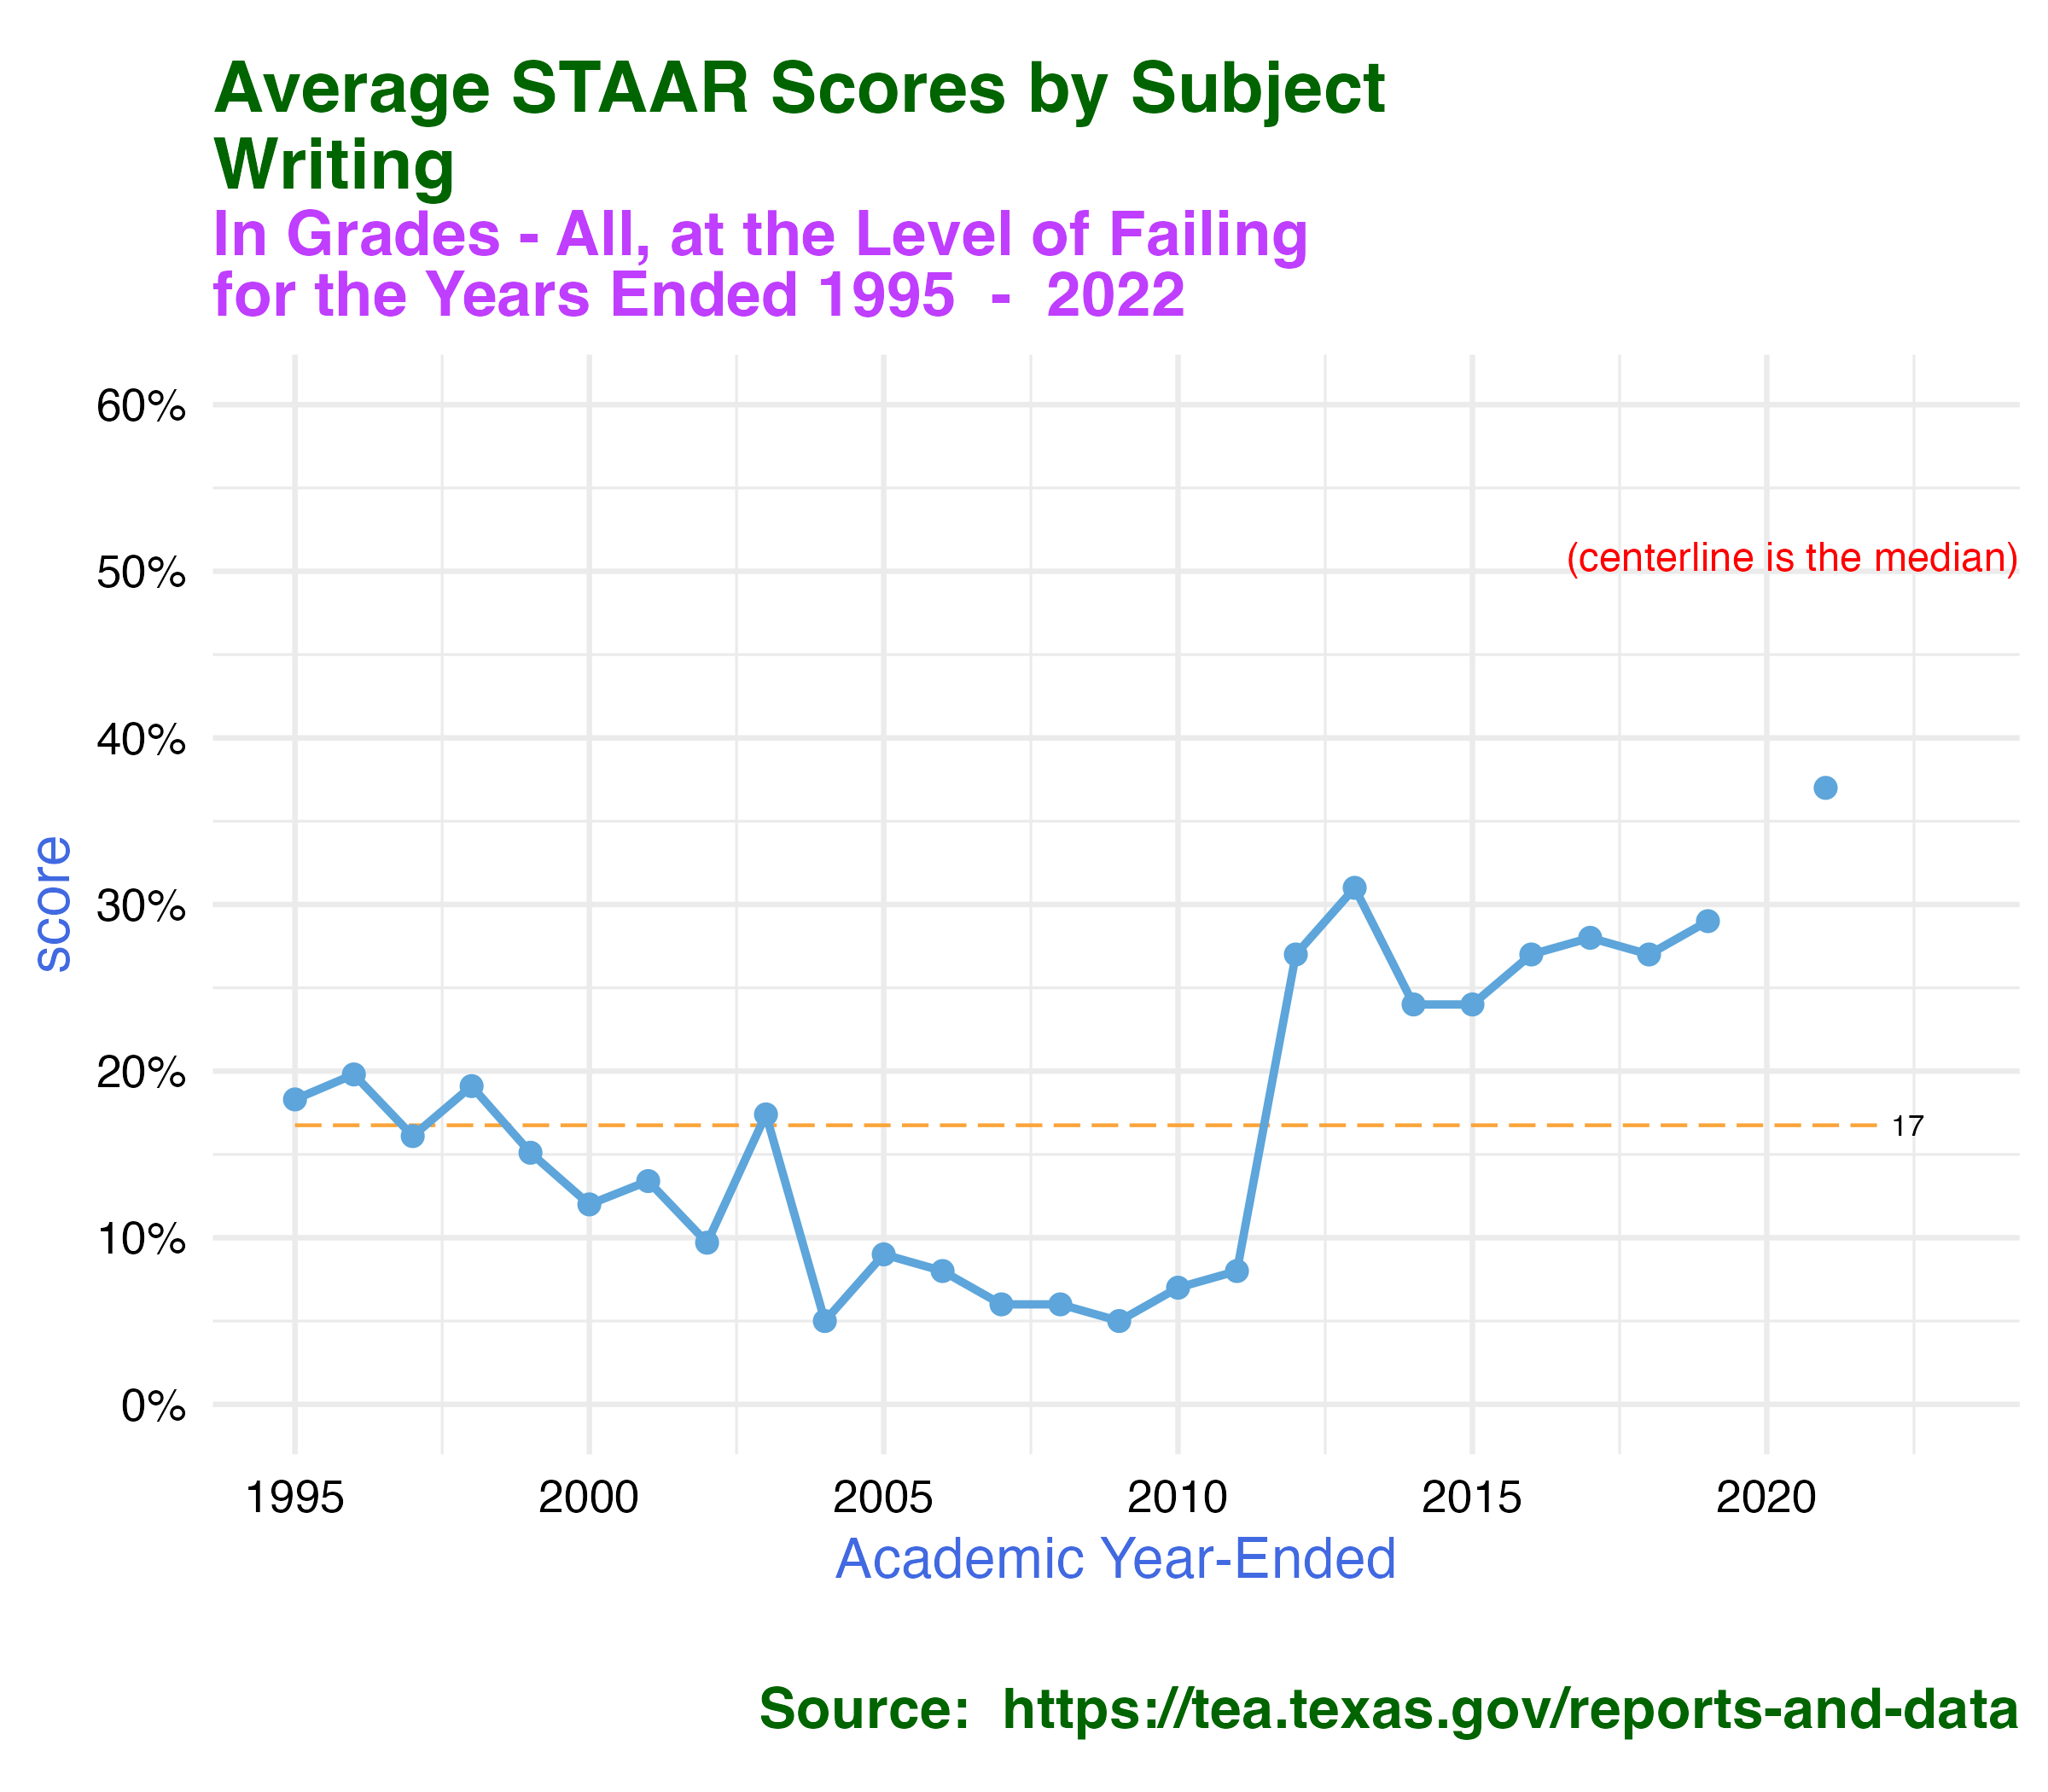 Average STAAR Scores by Subject
Writing
In Grades - All, at the Level of Failing
for the Years Ended 1995  -  2022
60%
50%
40%
30%
20%
10%
0%
(centerline is the median)
17
score
1995 2000 2005 2010 2015 2020
Academic Year-Ended
Source:  https://tea.texas.gov/reports-and-data